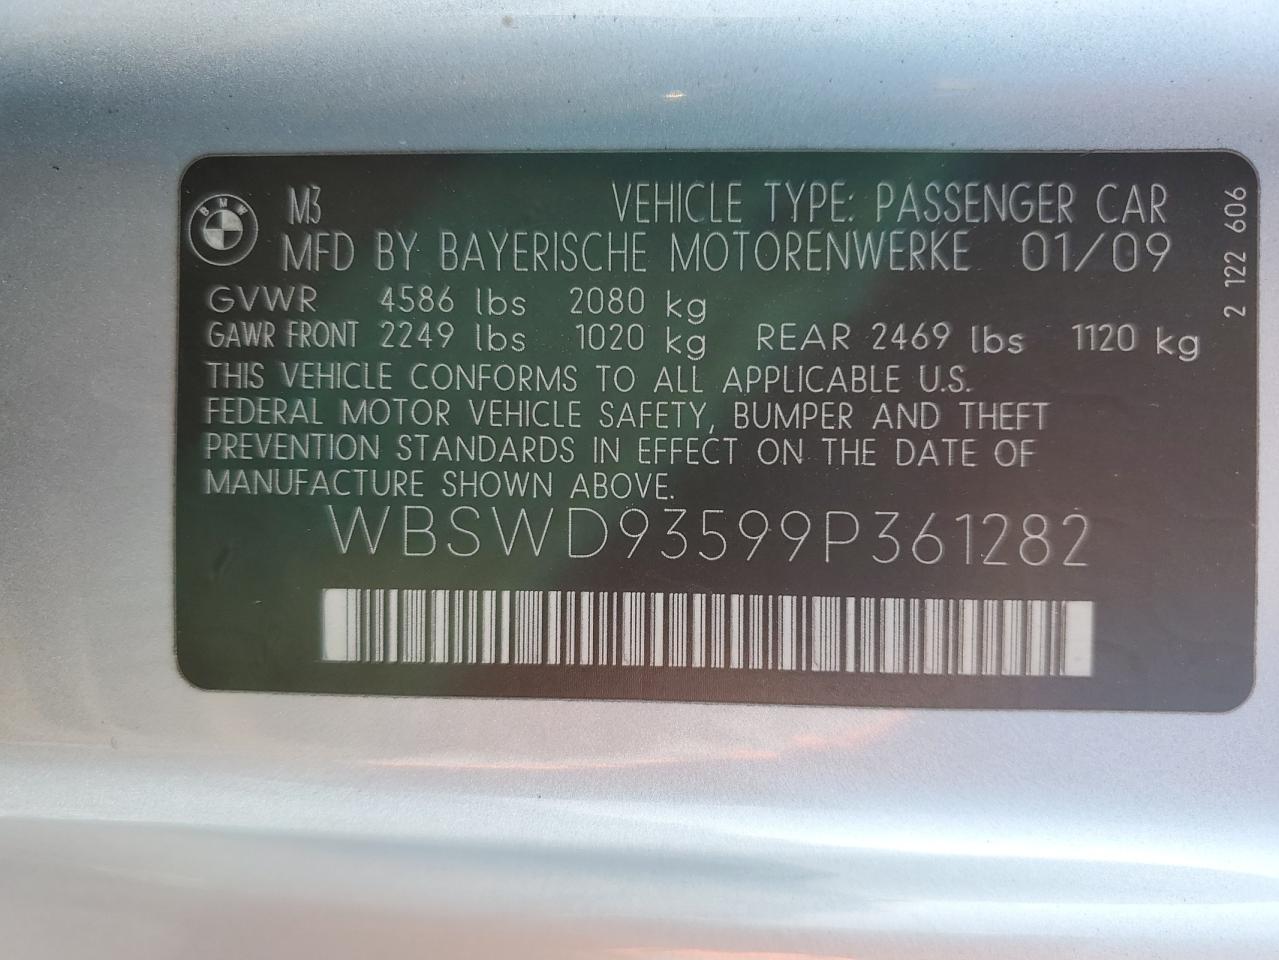 BMW
M3 VEHICLE TYPE: PASSENGER CAR
MFD BY BAYERISCHE MOTORENWERKE 01/09
GVWR 4586 lbs 2080 kg
GAWR FRONT 2249 lbs 1020 kg REAR 2469 lbs 1120 kg
THIS VEHICLE CONFORMS TO ALL APPLICABLE U.S.
FEDERAL MOTOR VEHICLE SAFETY, BUMPER AND THEFT
PREVENTION STANDARDS IN EFFECT ON THE DATE OF
MANUFACTURE SHOWN ABOVE.
WBSWD93599P361282
2 122 606